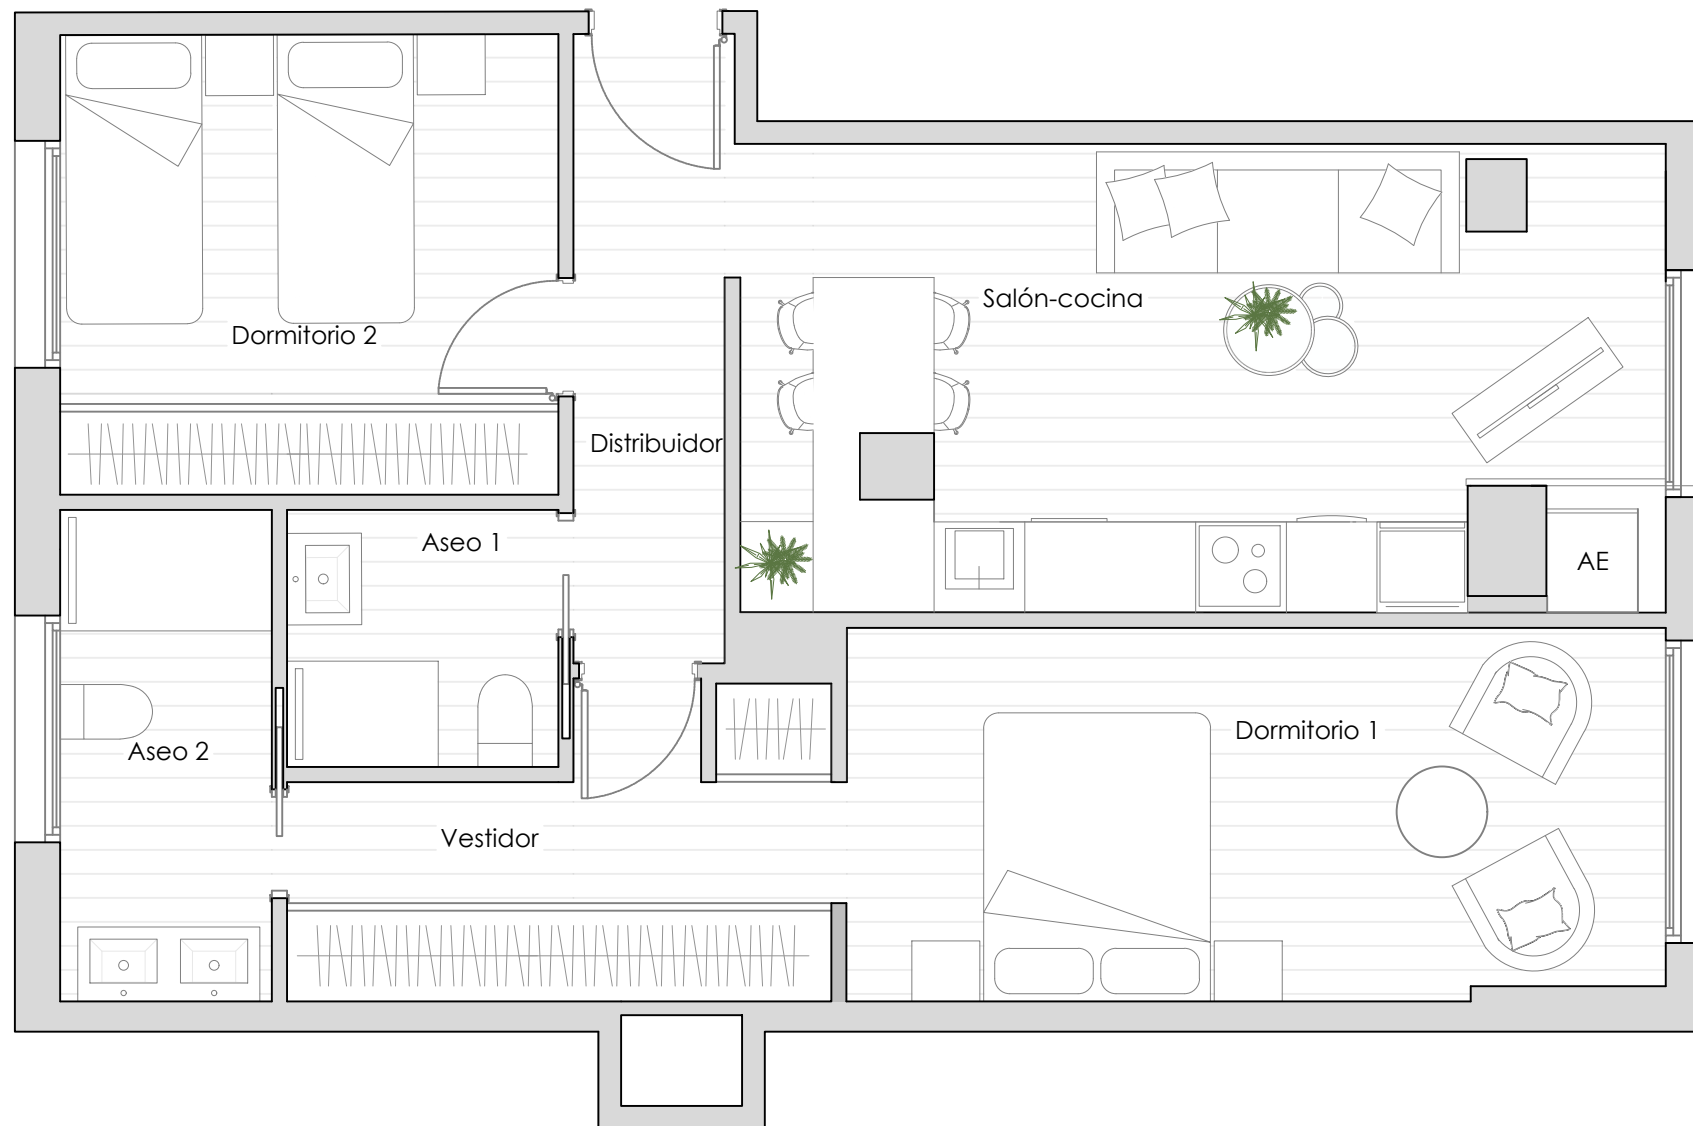 Salón-cocina
Dormitorio 2
Distribuidor
Aseo 1
AE
Dormitorio 1
Aseo 2
Vestidor